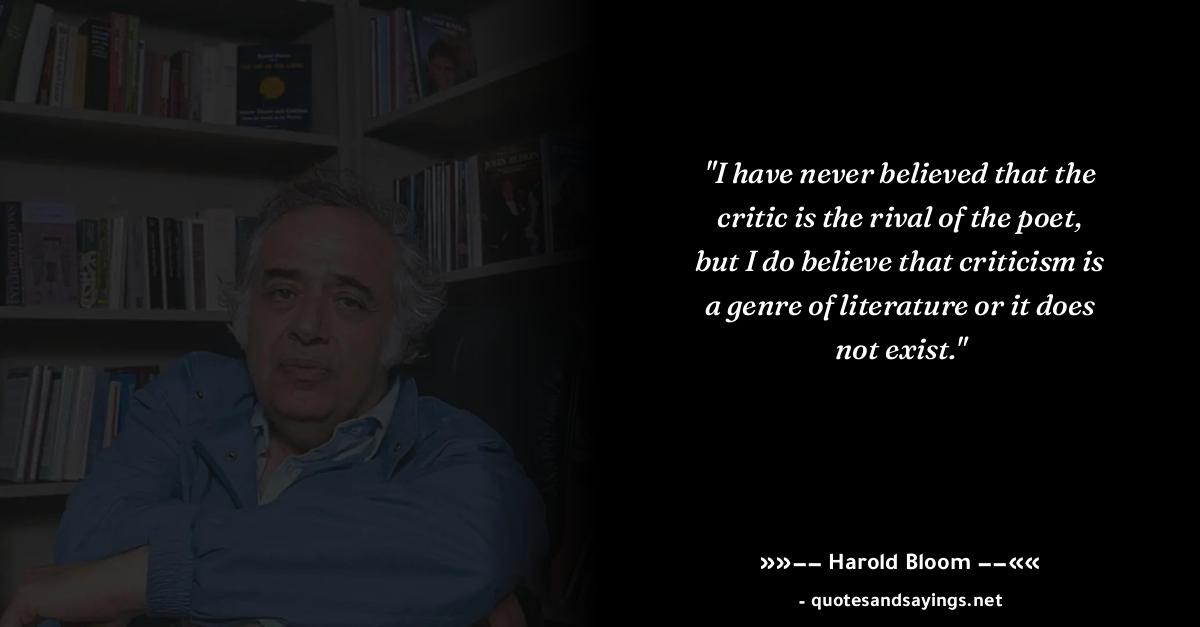 "I have never believed that the
critic is the rival of the poet,
but I do believe that criticism is
a genre of literature or it does
not exist."
»»−− Harold Bloom −−««
- quotesandsayings.net